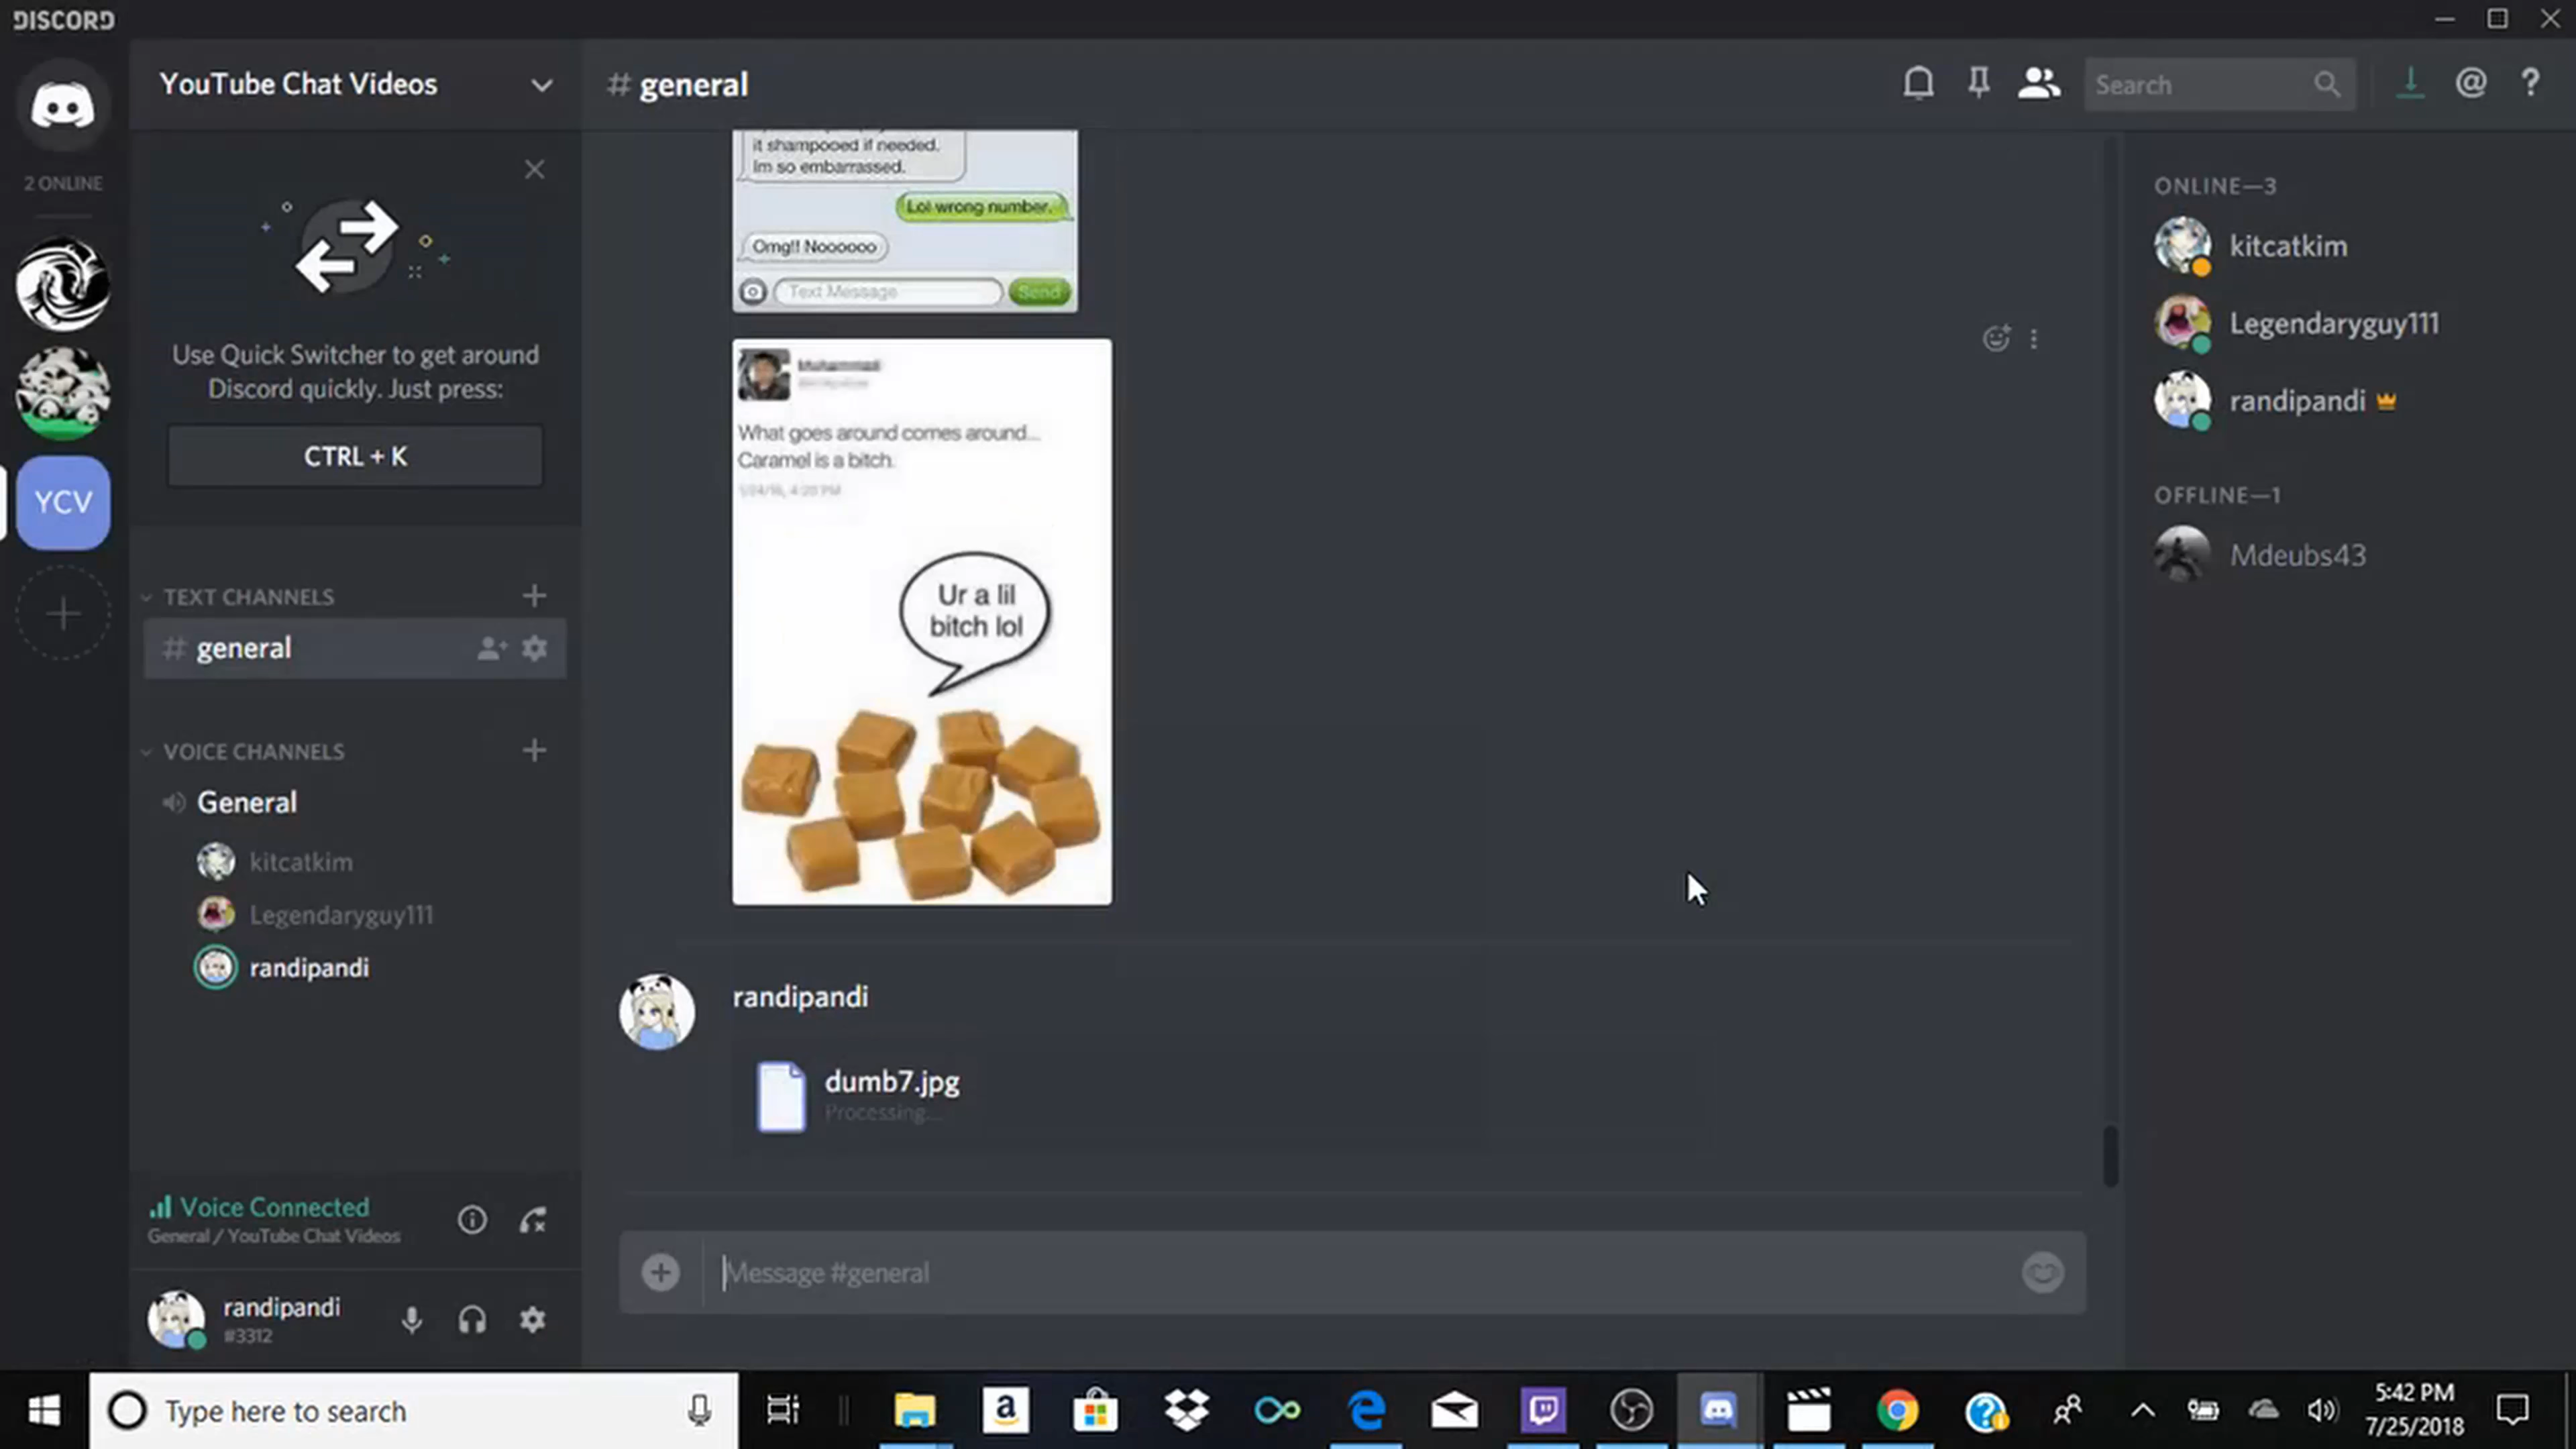 DISCORD
YouTube Chat Videos
# general
Search
@
?
2 ONLINE
Use Quick Switcher to get around
Discord quickly. Just press:
CTRL + K
YCV
TEXT CHANNELS
# general
VOICE CHANNELS
General
kitcatkim
Legendaryguy111
randipandi
Voice Connected
General / YouTube Chat Videos
randipandi
#3312
it shampooed if needed.
Im so embarrassed.
Lol wrong number.
Omg!! Noooooo
Text Message
Send
Muhammad
What goes around comes around...
Caramel is a bitch.
4:20 PM
Ur a lil
bitch lol
randipandi
dumb7.jpg
Processing...
Message #general
ONLINE—3
kitcatkim
Legendaryguy111
randipandi
OFFLINE—1
Mdeubs43
Type here to search
a
5:42 PM
7/25/2018